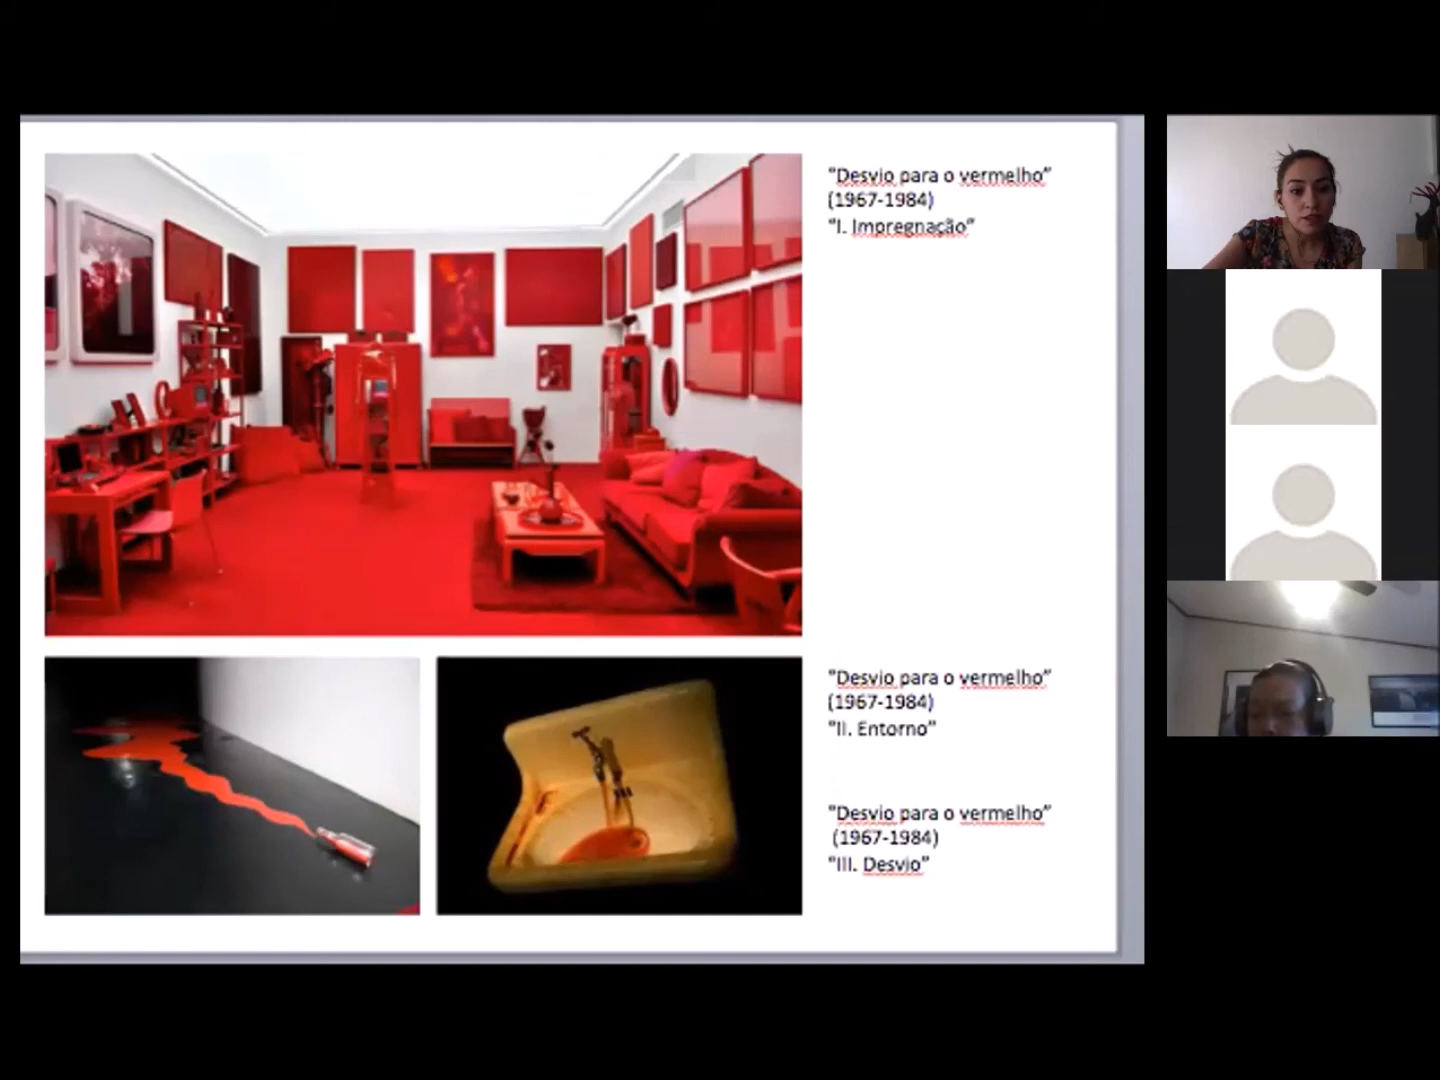 “Desvio para o vermelho”
(1967-1984)
“I. Impregnação”
“Desvio para o vermelho”
(1967-1984)
“II. Entorno”
“Desvio para o vermelho”
(1967-1984)
“III. Desvio”